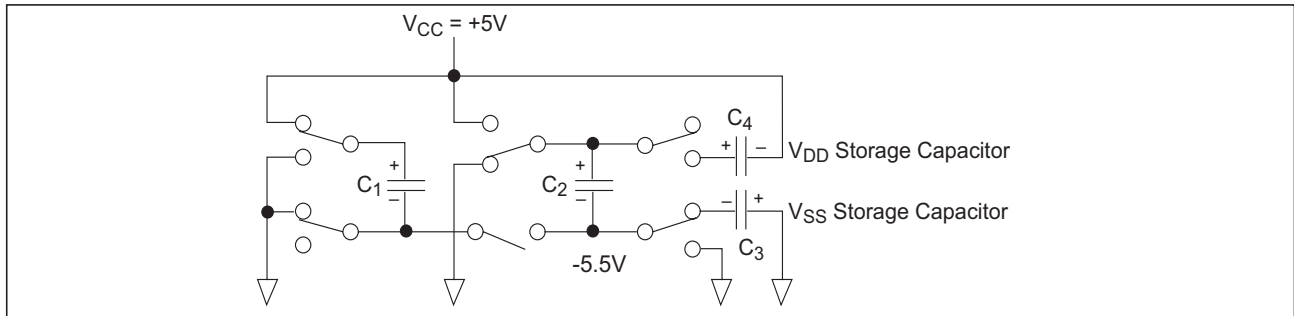 V_CC = +5V
C_4
+ –
V_DD Storage Capacitor
+
C_1
–
+
C_2
–
– +
V_SS Storage Capacitor
C_3
-5.5V